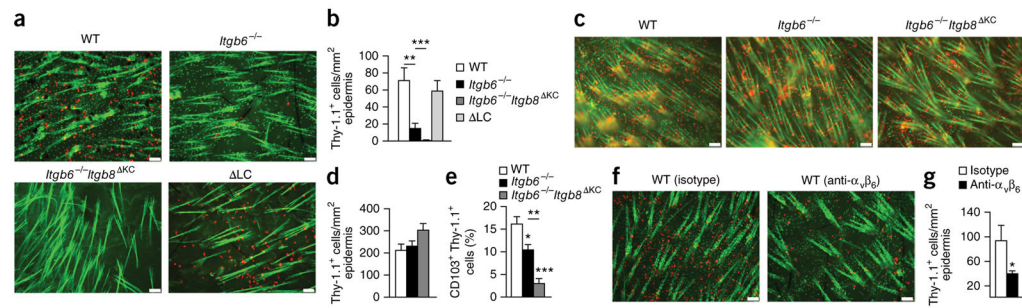 a
WT
Itgb6–/–
Itgb6–/–Itgb8ΔKC
ΔLC
b
Thy-1.1+ cells/mm2
epidermis
100
80
60
40
20
0
**
***
WT
Itgb6–/–
Itgb6–/–Itgb8ΔKC
ΔLC
c
WT
Itgb6–/–
Itgb6–/–Itgb8ΔKC
d
Thy-1.1+ cells/mm2
epidermis
400
300
200
100
0
e
WT
Itgb6–/–
Itgb6–/–Itgb8ΔKC
CD103+ Thy-1.1+
cells (%)
20
15
10
5
0
*
**
***
f
WT (isotype)
WT (anti-αvβ6)
g
Isotype
Anti-αvβ6
Thy-1.1+ cells/mm2
epidermis
140
100
60
20
*